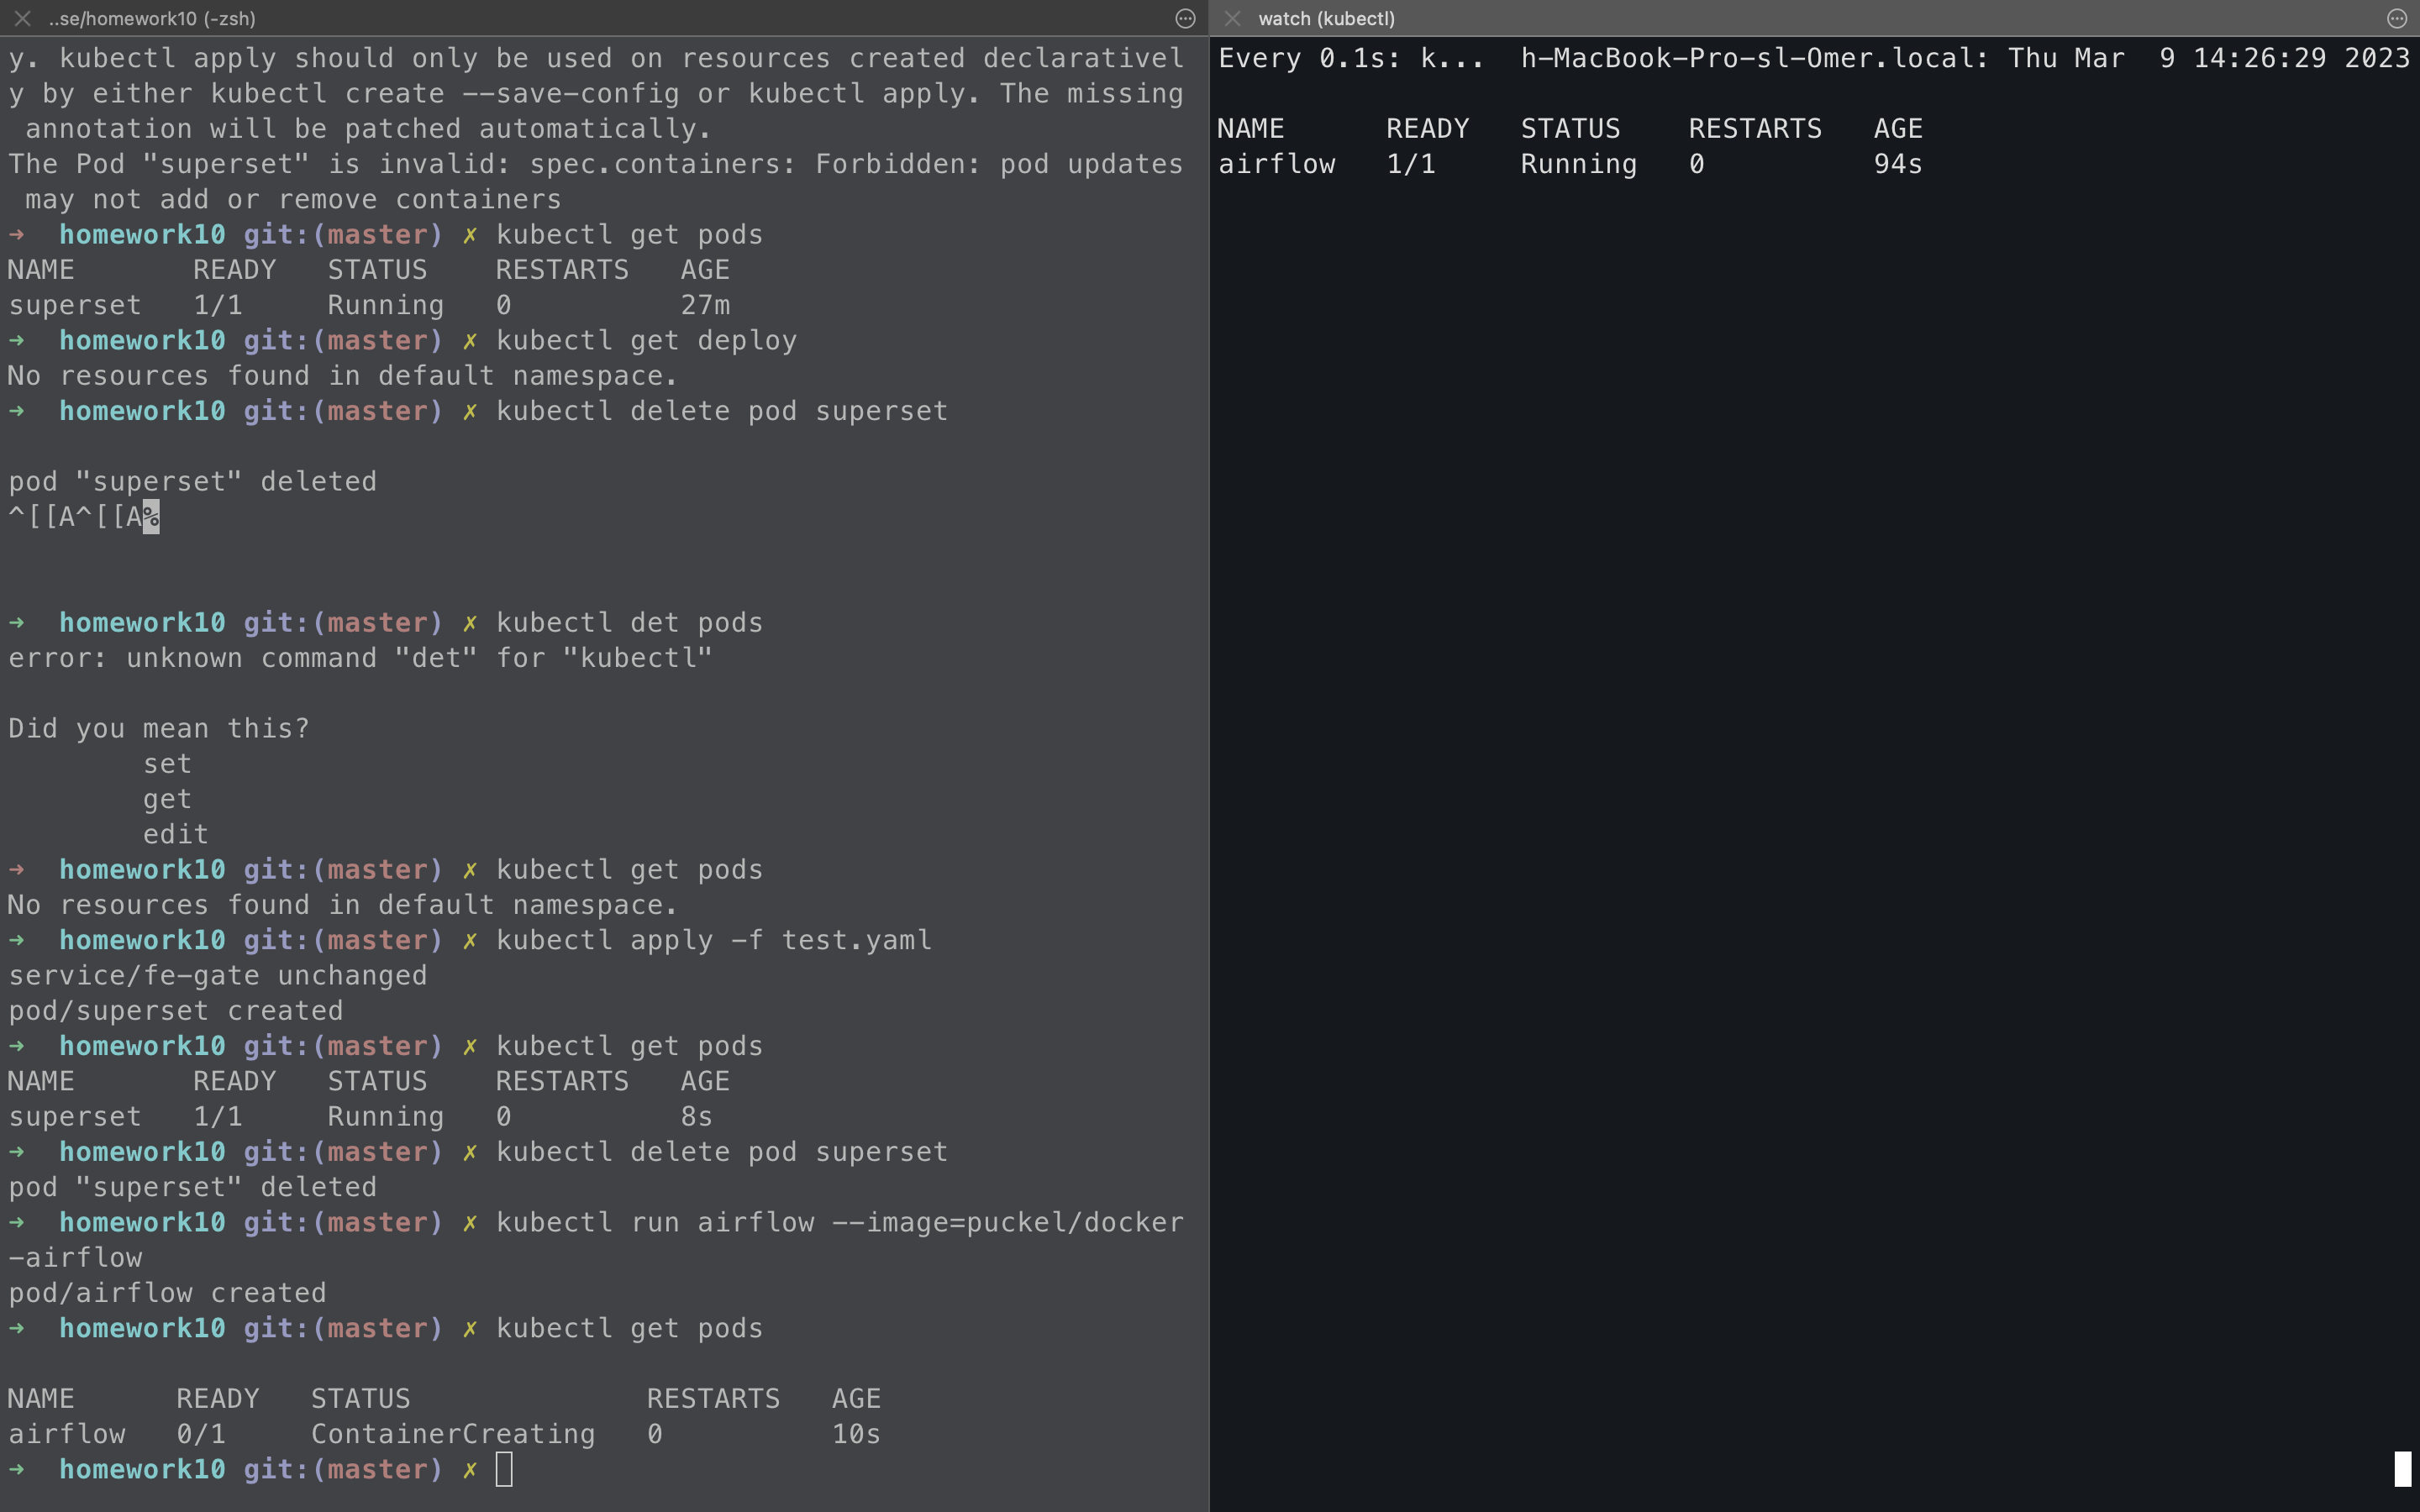 ..se/homework10 (-zsh)
y. kubectl apply should only be used on resources created declarativel
y by either kubectl create --save-config or kubectl apply. The missing
annotation will be patched automatically.
The Pod "superset" is invalid: spec.containers: Forbidden: pod updates
may not add or remove containers
➜ homework10 git:(master) ✗ kubectl get pods
NAME READY STATUS RESTARTS AGE
superset 1/1 Running 0 27m
➜ homework10 git:(master) ✗ kubectl get deploy
No resources found in default namespace.
➜ homework10 git:(master) ✗ kubectl delete pod superset
pod "superset" deleted
^[[A^[[A%
➜ homework10 git:(master) ✗ kubectl det pods
error: unknown command "det" for "kubectl"
Did you mean this?
set
get
edit
➜ homework10 git:(master) ✗ kubectl get pods
No resources found in default namespace.
➜ homework10 git:(master) ✗ kubectl apply -f test.yaml
service/fe-gate unchanged
pod/superset created
➜ homework10 git:(master) ✗ kubectl get pods
NAME READY STATUS RESTARTS AGE
superset 1/1 Running 0 8s
➜ homework10 git:(master) ✗ kubectl delete pod superset
pod "superset" deleted
➜ homework10 git:(master) ✗ kubectl run airflow --image=puckel/docker
-airflow
pod/airflow created
➜ homework10 git:(master) ✗ kubectl get pods
NAME READY STATUS RESTARTS AGE
airflow 0/1 ContainerCreating 0 10s
➜ homework10 git:(master) ✗
watch (kubectl)
Every 0.1s: k... h-MacBook-Pro-sl-Omer.local: Thu Mar 9 14:26:29 2023
NAME READY STATUS RESTARTS AGE
airflow 1/1 Running 0 94s